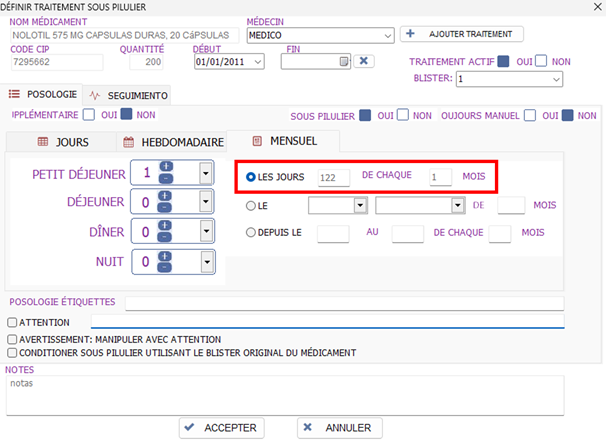 DÉFINIR TRAITEMENT SOUS PILULIER
NOM MÉDICAMENT MÉDECIN
NOLOTIL 575 MG CAPSULAS DURAS, 20 CáPSULAS MEDICO AJOUTER TRAITEMENT
CODE CIP QUANTITÉ DÉBUT FIN
7295662 200 01/01/2011 TRAITEMENT ACTIF OUI NON
BLISTER: 1
POSOLOGIE SEGUIMIENTO
IPPLÉMENTAIRE OUI NON SOUS PILULIER OUI NON OUJOURS MANUEL OUI NON
JOURS HEBDOMADAIRE MENSUEL
PETIT DÉJEUNER 1 LES JOURS 122 DE CHAQUE 1 MOIS
DÉJEUNER 0 LE DE MOIS
DÎNER 0 DEPUIS LE AU DE CHAQUE MOIS
NUIT 0
POSOLOGIE ÉTIQUETTES
ATTENTION
AVERTISSEMENT: MANIPULER AVEC ATTENTION
CONDITIONER SOUS PILULIER UTILISANT LE BLISTER ORIGINAL DU MÉDICAMENT
NOTES
notas
ACCEPTER ANNULER